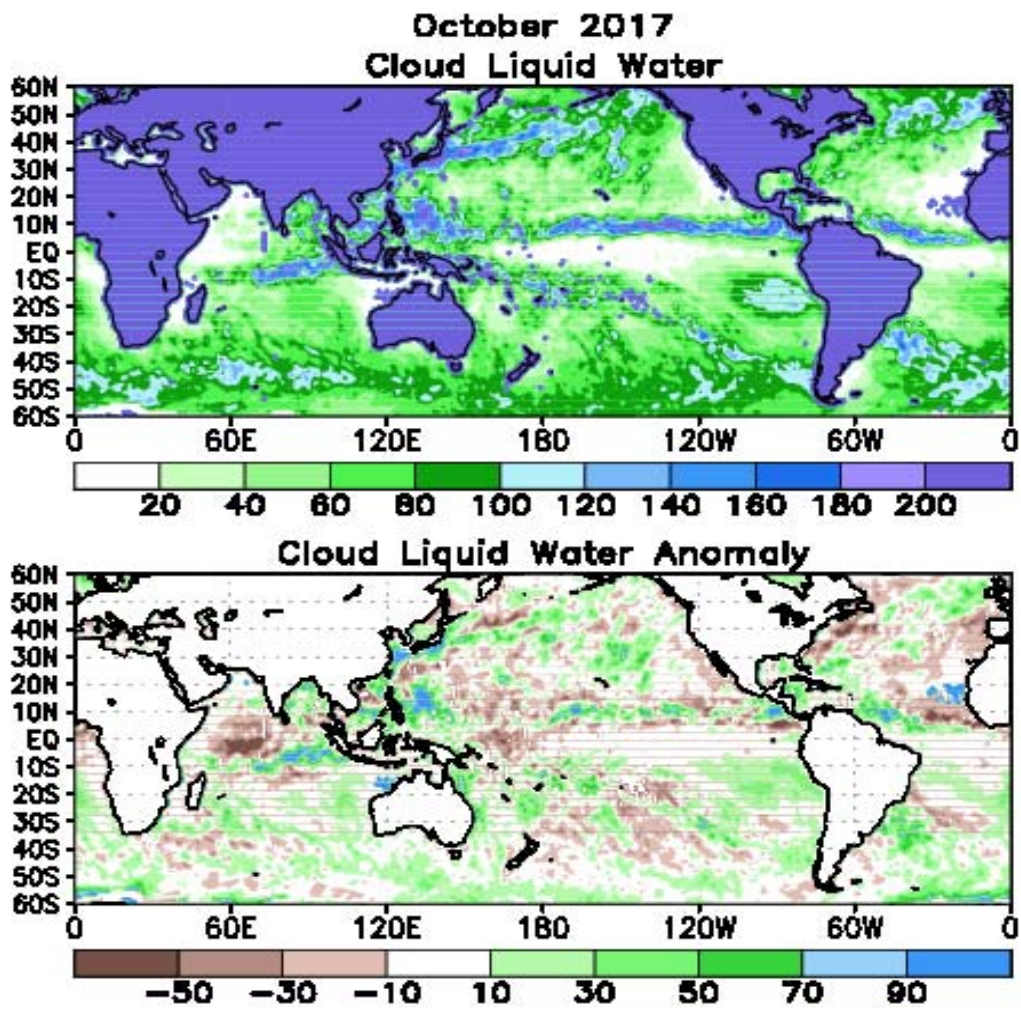 October 2017
Cloud Liquid Water
60N
50N
40N
30N
20N
10N
EQ
10S
20S
30S
40S
50S
60S
0 60E 120E 180 120W 60W 0
20 40 60 80 100 120 140 160 180 200
Cloud Liquid Water Anomaly
60N
50N
40N
30N
20N
10N
EQ
10S
20S
30S
40S
50S
60S
0 60E 120E 180 120W 60W 0
-50 -30 -10 10 30 50 70 90